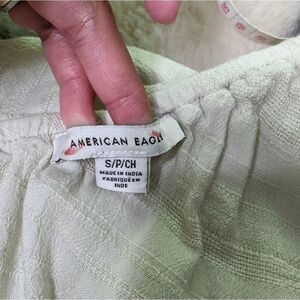 AMERICAN EAGLE
S/P/CH
MADE IN INDIA
FABRIQUÉ EN
INDE